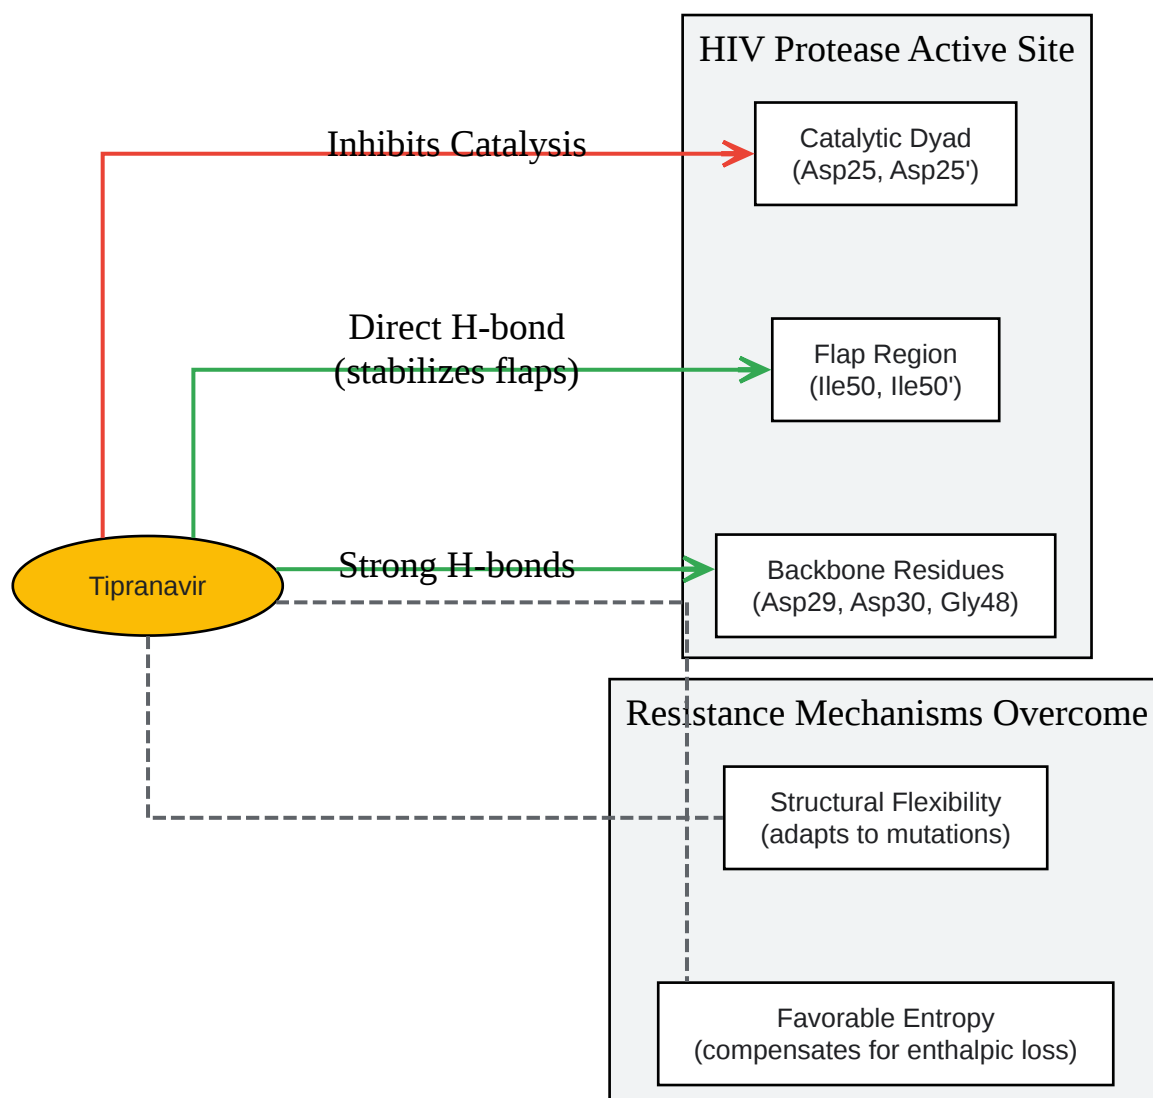 HIV Protease Active Site
Inhibits Catalysis
Catalytic Dyad
(Asp25, Asp25')
Direct H-bond
(stabilizes flaps)
Flap Region
(Ile50, Ile50')
Tipranavir
Strong H-bonds
Backbone Residues
(Asp29, Asp30, Gly48)
Resistance Mechanisms Overcome
Structural Flexibility
(adapts to mutations)
Favorable Entropy
(compensates for enthalpic loss)